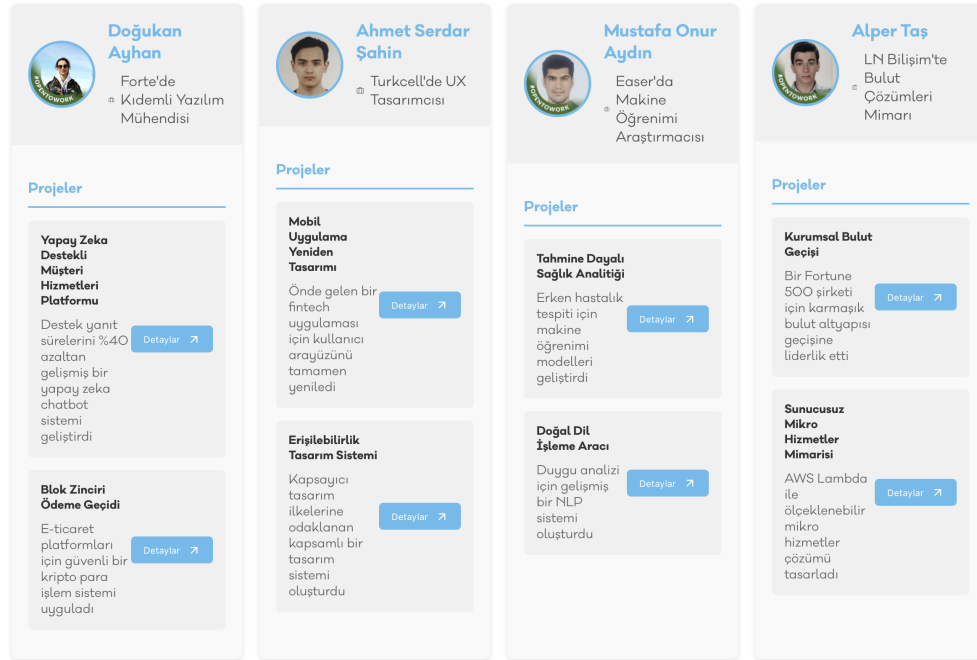 Doğukan
Ayhan
#OPENTOWORK
Forte'de
Kıdemli Yazılım
Mühendisi
Projeler
Yapay Zeka
Destekli
Müşteri
Hizmetleri
Platformu
Destek yanıt
sürelerini %40
azaltan
gelişmiş bir
yapay zeka
chatbot
sistemi
geliştirdi
Detaylar
Blok Zinciri
Ödeme Geçidi
E-ticaret
platformları
için güvenli bir
kripto para
işlem sistemi
uyguladı
Detaylar
Ahmet Serdar
Şahin
Turkcell'de UX
Tasarımcısı
Projeler
Mobil
Uygulama
Yeniden
Tasarımı
Önde gelen bir
fintech
uygulaması
için kullanıcı
arayüzünü
tamamen
yeniledi
Detaylar
Erişilebilirlik
Tasarım Sistemi
Kapsayıcı
tasarım
ilkelerine
odaklanan
kapsamlı bir
tasarım
sistemi
oluşturdu
Detaylar
Mustafa Onur
Aydın
#OPENTOWORK
Easer'da
Makine
Öğrenimi
Araştırmacısı
Projeler
Tahmine Dayalı
Sağlık Analitiği
Erken hastalık
tespiti için
makine
öğrenimi
modelleri
geliştirdi
Detaylar
Doğal Dil
İşleme Aracı
Duygu analizi
için gelişmiş
bir NLP
sistemi
oluşturdu
Detaylar
Alper Taş
#OPENTOWORK
LN Bilişim'te
Bulut
Çözümleri
Mimarı
Projeler
Kurumsal Bulut
Geçişi
Bir Fortune
500 şirketi
için karmaşık
bulut altyapısı
geçişine
liderlik etti
Detaylar
Sunucusuz
Mikro
Hizmetler
Mimarisi
AWS Lambda
ile
ölçeklenebilir
mikro
hizmetler
çözümü
tasarladı
Detaylar